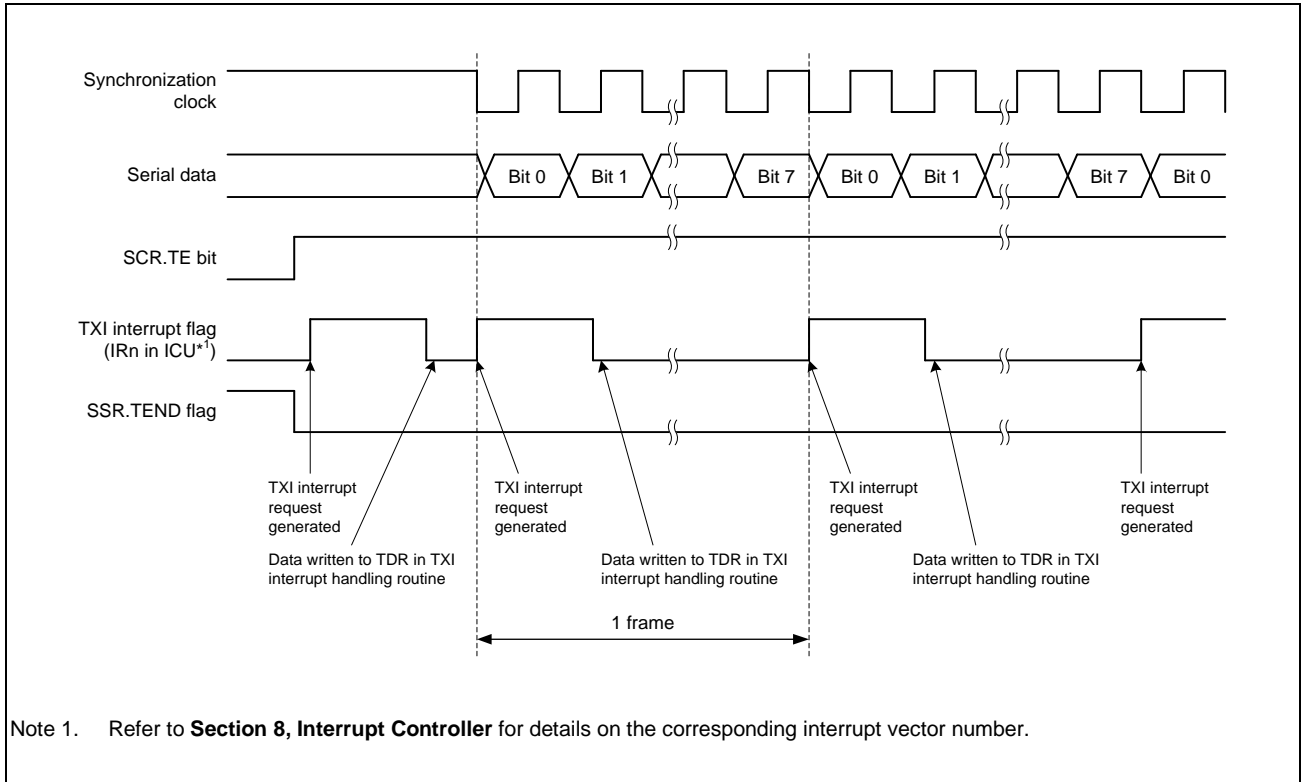 Synchronization
clock
Serial data
Bit 0 Bit 1 Bit 7 Bit 0 Bit 1 Bit 7 Bit 0
SCR.TE bit
TXI interrupt flag
(IRn in ICU*1)
SSR.TEND flag
TXI interrupt
request
generated
TXI interrupt
request
generated
TXI interrupt
request
generated
TXI interrupt
request
generated
Data written to TDR in TXI
interrupt handling routine
Data written to TDR in TXI
interrupt handling routine
Data written to TDR in TXI
interrupt handling routine
1 frame
Note 1. Refer to Section 8, Interrupt Controller for details on the corresponding interrupt vector number.